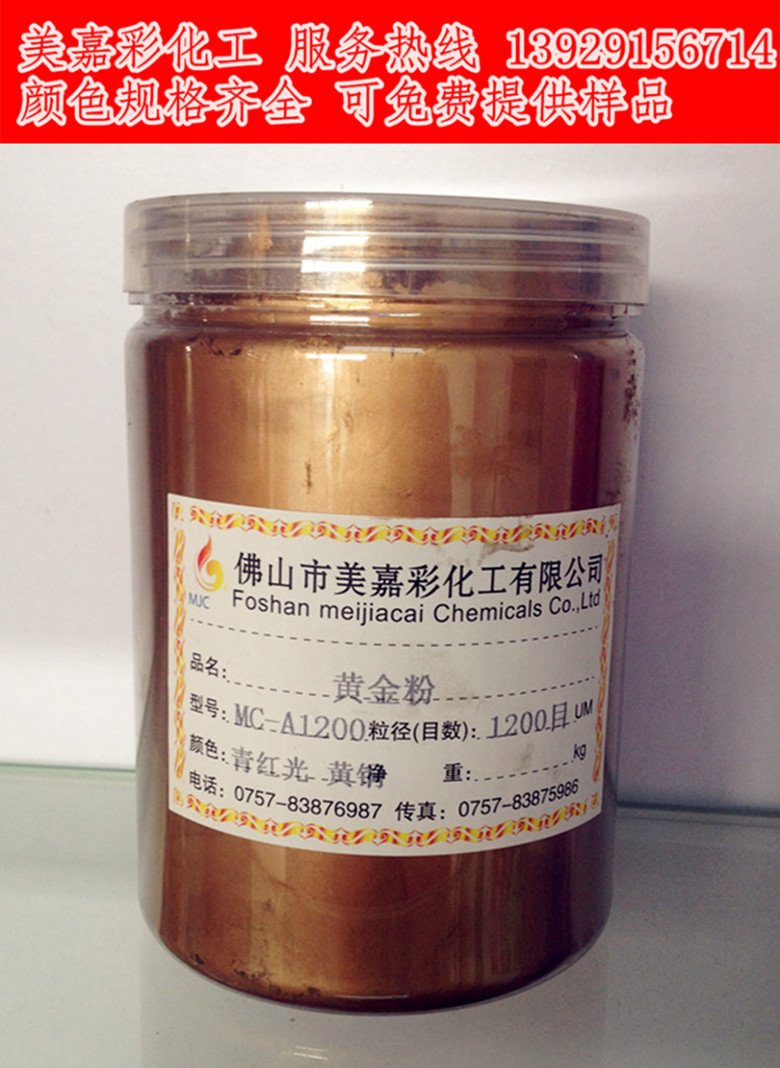 美嘉彩化工 服务热线 13929156714
颜色规格齐全 可免费提供样品
MJC
佛山市美嘉彩化工有限公司
Foshan meijiacai Chemicals Co.,Ltd
品名: 黄金粉
型号: MC-A1200 粒径(目数): 1200目 UM
颜色: 青红光 黄铜 净 重: kg
电话: 0757-83876987 传真: 0757-83875986